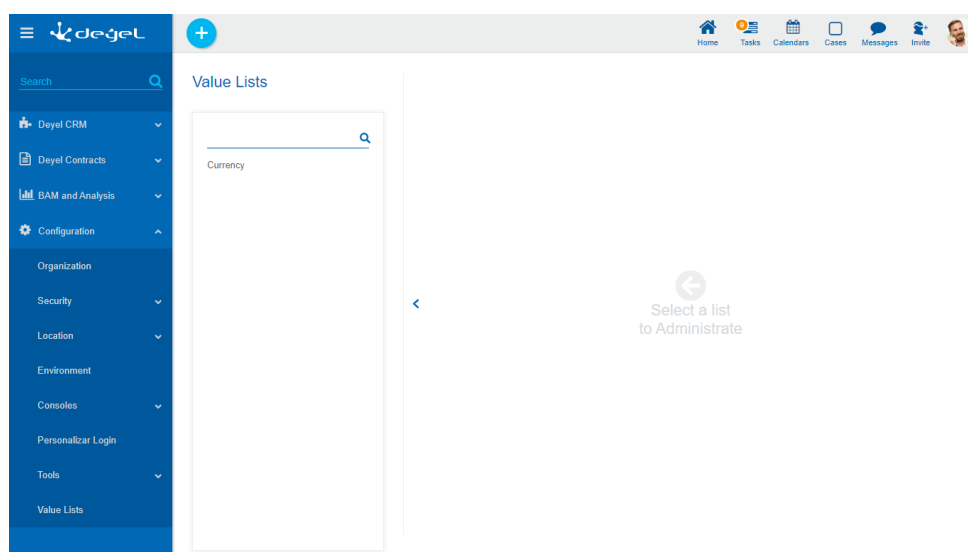 deyel
Home
9
Tasks
Calendars
Cases
Messages
Invite
Search
Value Lists
Deyel CRM
Deyel Contracts
BAM and Analysis
Configuration
Organization
Security
Location
Environment
Consoles
Personalizar Login
Tools
Value Lists
Currency
Select a list
to Administrate